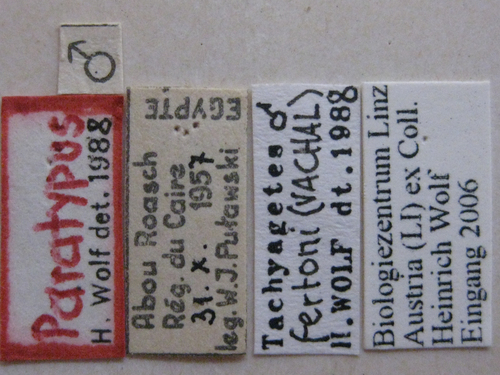 ♂
Paratypus
H. Wolf det. 1988
EGYPTE
Abou Roasch
Rég. du Caire
31. x. 1957
leg. W.J. Pulawski
Tachyagetes ♂
fertoni (VACHAL)
H. WOLF dt. 1988
Biologiezentrum Linz
Austria (LI) ex Coll.
Heinrich Wolf
Eingang 2006